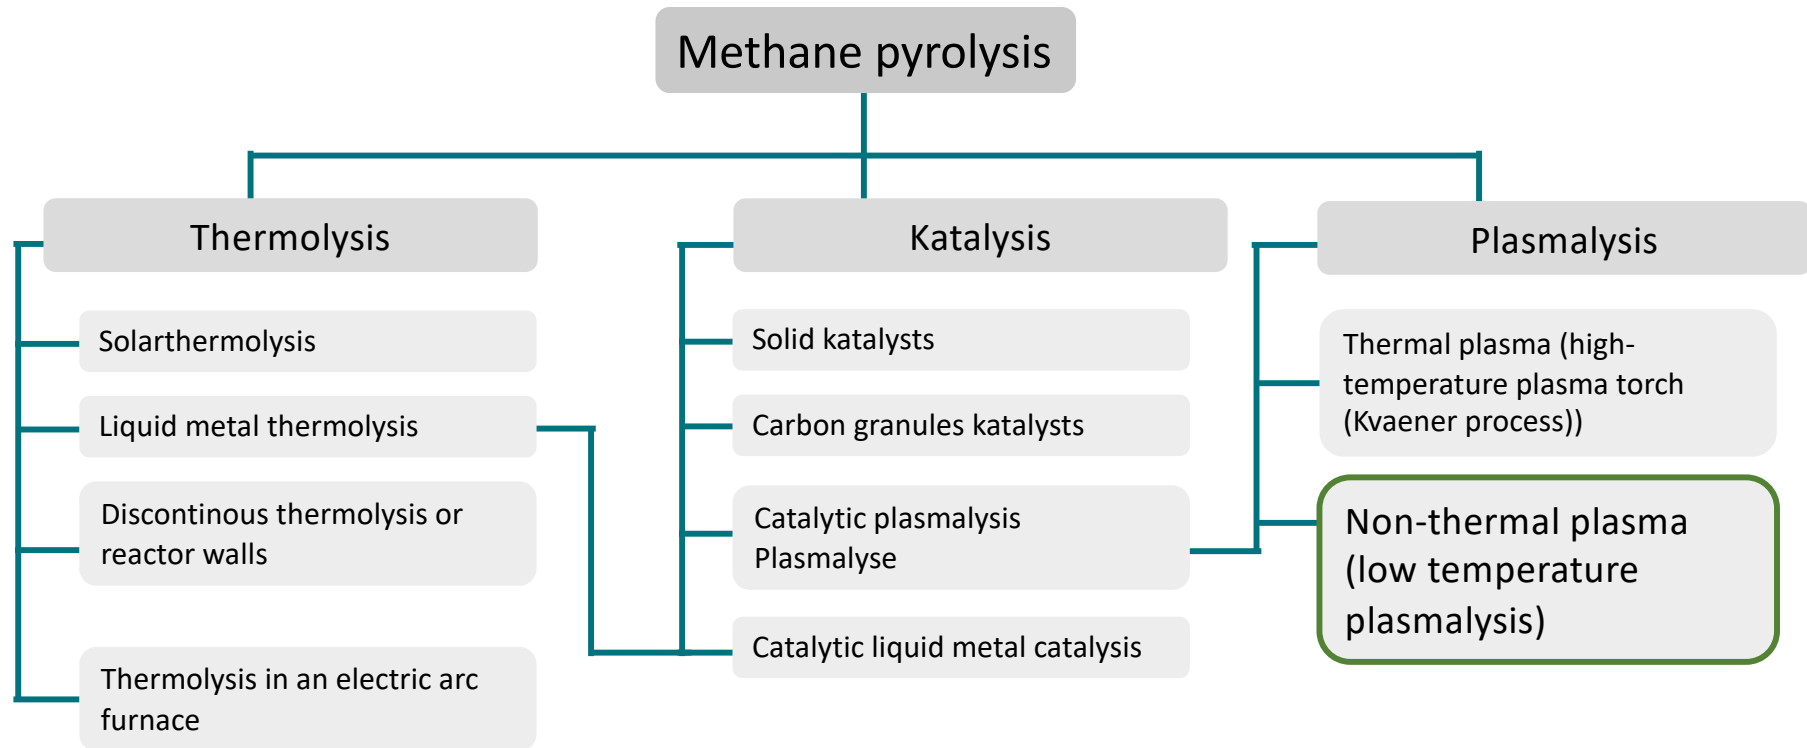 Methane pyrolysis
Thermolysis
Solarthermolysis
Liquid metal thermolysis
Discontinous thermolysis or
reactor walls
Thermolysis in an electric arc
furnace
Katalysis
Solid katalysts
Carbon granules katalysts
Catalytic plasmalysis
Plasmalyse
Catalytic liquid metal catalysis
Plasmalysis
Thermal plasma (high-
temperature plasma torch
(Kvaener process))
Non-thermal plasma
(low temperature
plasmalysis)